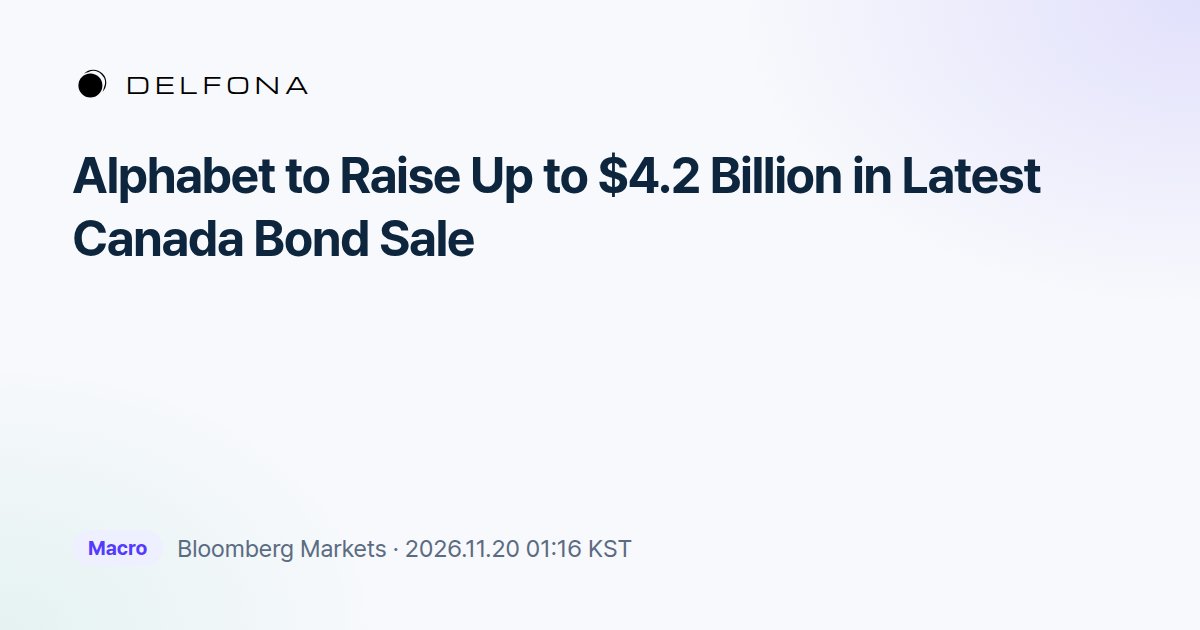 DELFONA
Alphabet to Raise Up to $4.2 Billion in Latest
Canada Bond Sale
Macro Bloomberg Markets · 2026.11.20 01:16 KST